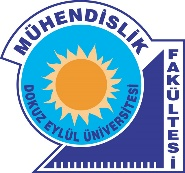 MÜHENDİSLİK
FAKÜLTESİ
DOKUZ EYLÜL ÜNİVERSİTESİ